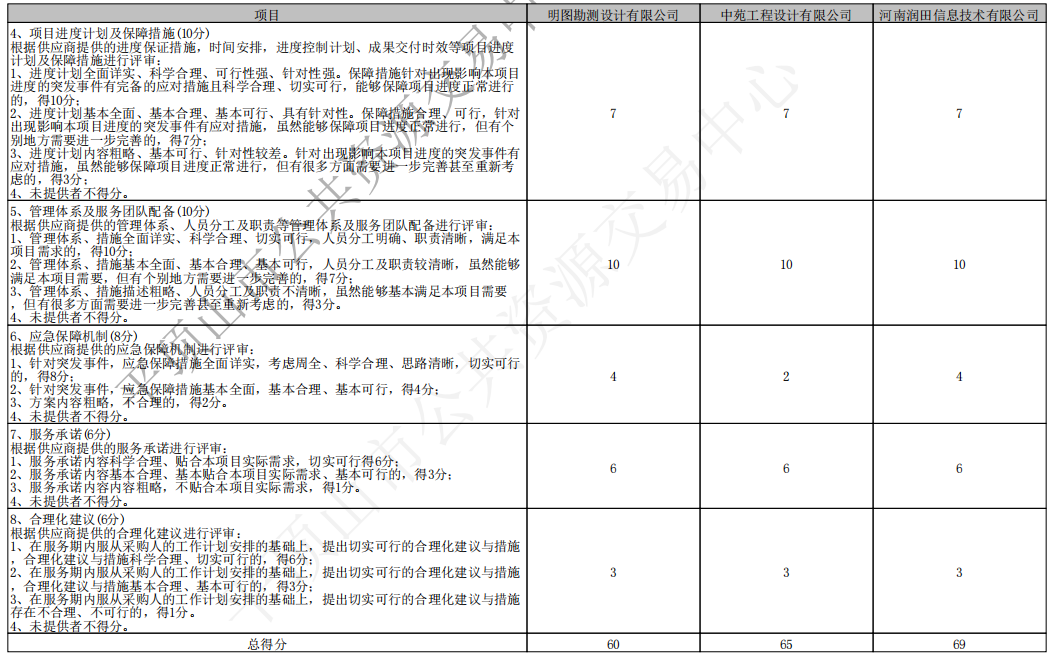 项目 明图勘测设计有限公司 中苑工程设计有限公司 河南润田信息技术有限公司
4、项目进度计划及保障措施(10分)
根据供应商提供的进度保证措施，时间安排，进度控制计划、成果交付时效等项目进度
计划及保障措施进行评审：
1、进度计划全面详实、科学合理、可行性强、针对性强。保障措施针对出现影响本项目
进度的突发事件有完备的应对措施且科学合理、切实可行，能够保障项目进度正常进行
的，得10分；
2、进度计划基本全面、基本合理、基本可行、具有针对性。保障措施合理、可行，针对
出现影响本项目进度的突发事件有应对措施，虽然能够保障项目进度正常进行，但有个
别地方需要进一步完善的，得7分；
3、进度计划内容粗略、基本可行、针对性较差。针对出现影响本项目进度的突发事件有
应对措施，虽然能够保障项目进度正常进行，但有很多方面需要进一步完善甚至重新考
虑的，得3分；
4、未提供者不得分。
7 7 7
5、管理体系及服务团队配备(10分)
根据供应商提供的管理体系、人员分工及职责等管理体系及服务团队配备进行评审：
1、管理体系、措施全面详实、科学合理、切实可行，人员分工明确、职责清晰，满足本
项目需求的，得10分；
2、管理体系、措施基本全面、基本合理、基本可行，人员分工及职责较清晰，虽然能够
满足本项目需要，但有个别地方需要进一步完善的，得7分；
3、管理体系、措施描述粗略、人员分工及职责不清晰，虽然能够基本满足本项目需要
，但有很多方面需要进一步完善甚至重新考虑的，得3分。
4、未提供者不得分。
10 10 10
6、应急保障机制(8分)
根据供应商提供的应急保障机制进行评审：
1、针对突发事件，应急保障措施全面详实，考虑周全、科学合理、思路清晰，切实可行
的，得8分；
2、针对突发事件，应急保障措施基本全面，基本合理、基本可行，得4分；
3、方案内容粗略，不合理的，得2分。
4、未提供者不得分。
4 2 4
7、服务承诺(6分)
根据供应商提供的服务承诺进行评审：
1、服务承诺内容科学合理、贴合本项目实际需求，切实可行得6分；
2、服务承诺内容基本合理、基本贴合本项目实际需求、基本可行的，得3分；
3、服务承诺内容内容粗略，不贴合本项目实际需求，得1分。
4、未提供者不得分。
6 6 6
8、合理化建议(6分)
根据供应商提供的合理化建议进行评审：
1、在服务期内服从采购人的工作计划安排的基础上，提出切实可行的合理化建议与措施
，合理化建议与措施科学合理、切实可行的，得6分；
2、在服务期内服从采购人的工作计划安排的基础上，提出切实可行的合理化建议与措施
，合理化建议与措施基本合理、基本可行的，得3分；
3、在服务期内服从采购人的工作计划安排的基础上，提出切实可行的合理化建议与措施
存在不合理、不可行的，得1分。
4、未提供者不得分。
3 3 3
总得分 60 65 69
平顶山市公共资源交易中
平顶山市公共资源交易中心